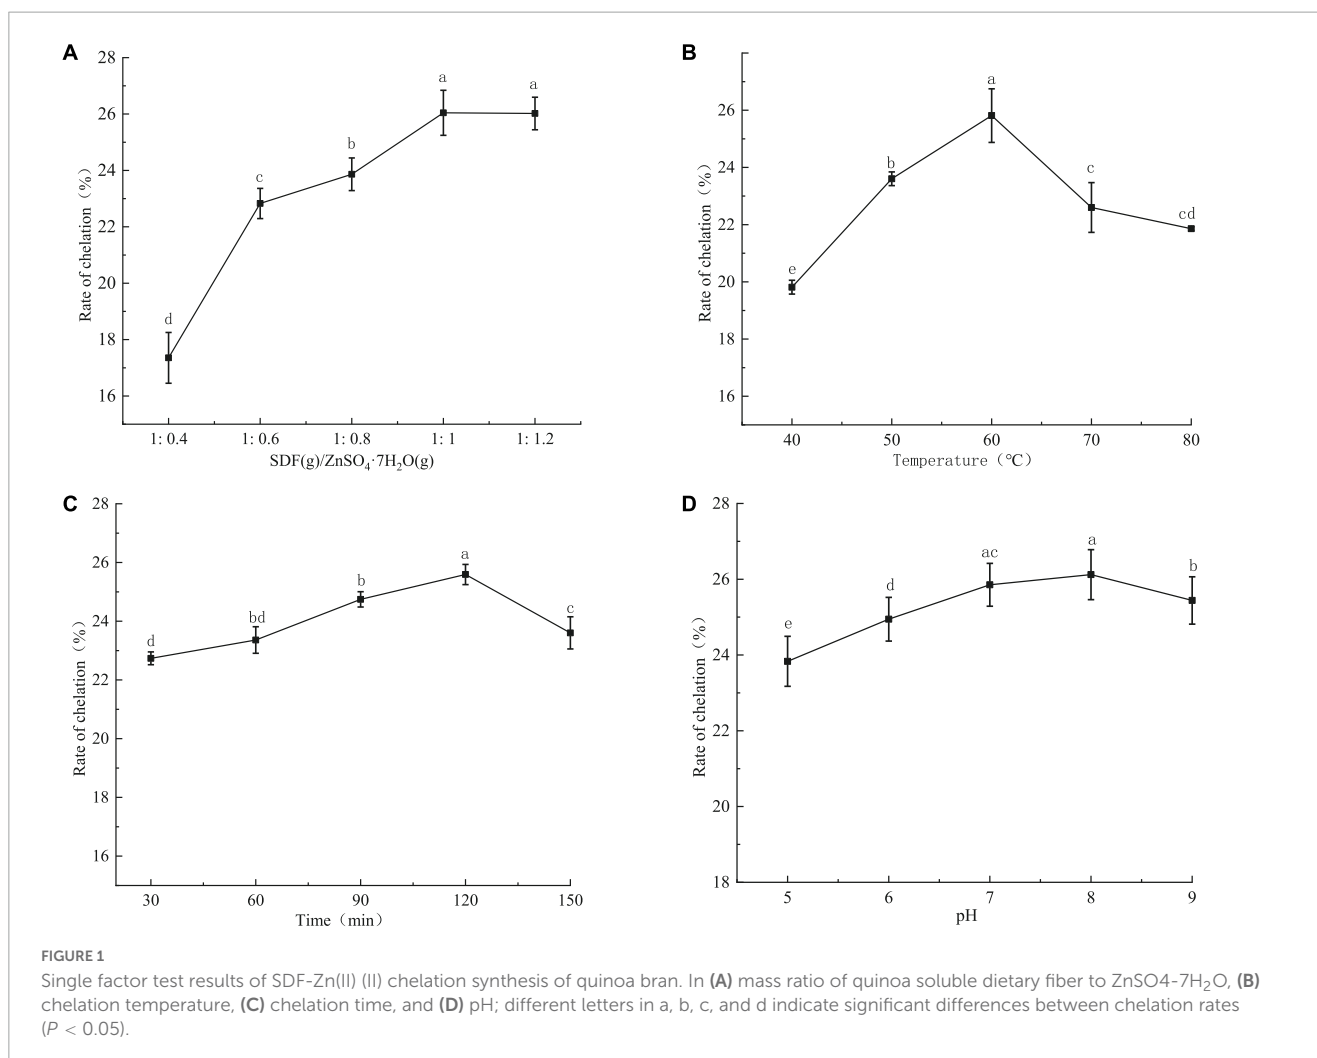 A
28
26
24
22
20
18
16
Rate of chelation（%）
d
c
b
a
a
1: 0.4 1: 0.6 1: 0.8 1: 1 1: 1.2
SDF(g)/ZnSO₄·7H₂O(g)
B
26
24
22
20
18
16
Rate of chelation（%）
e
b
a
c
cd
40 50 60 70 80
Temperature（℃）
C
28
26
24
22
20
18
16
Rate of chelation（%）
d
bd
b
a
c
30 60 90 120 150
Time（min）
D
28
26
24
22
20
18
Rate of chelation（%）
e
d
ac
a
b
5 6 7 8 9
pH
FIGURE 1
Single factor test results of SDF-Zn(II) (II) chelation synthesis of quinoa bran. In (A) mass ratio of quinoa soluble dietary fiber to ZnSO4-7H₂O, (B)
chelation temperature, (C) chelation time, and (D) pH; different letters in a, b, c, and d indicate significant differences between chelation rates
(P < 0.05).